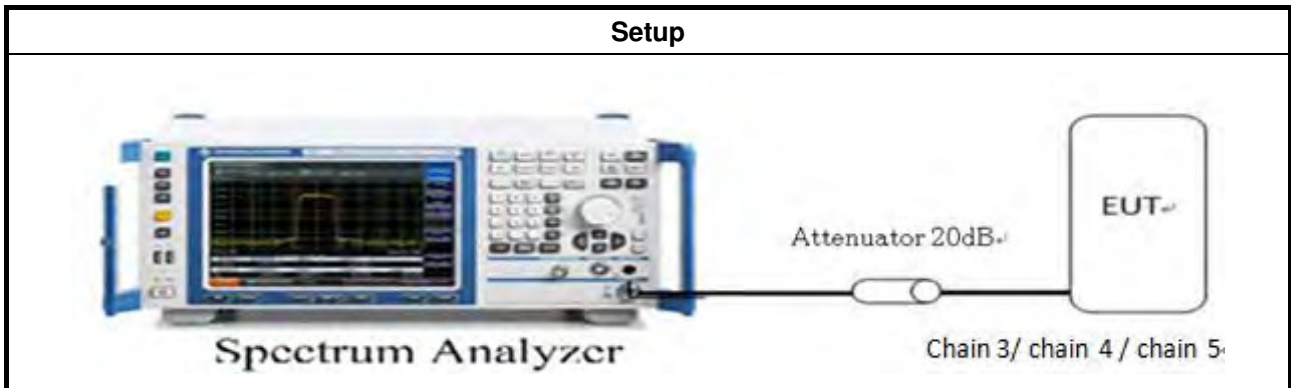 Setup
EUT
Attenuator 20dB
Spectrum Analyzer
Chain 3/ chain 4 / chain 5